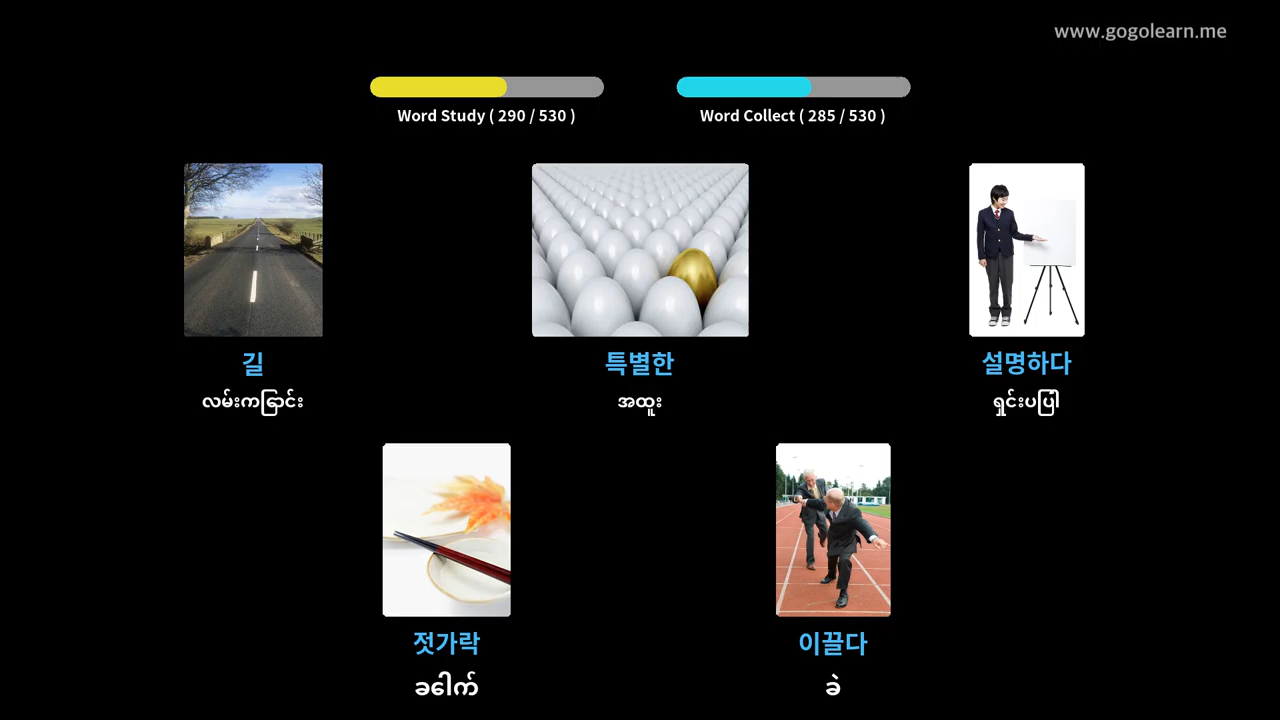 www.gogolearn.me
Word Study ( 290 / 530 )
Word Collect ( 285 / 530 )
길
특별한
설명하다
လမ်းကြောင်း
အထူး
ရှင်းပပြါ
젓가락
이끌다
ခေါက်
ခဲ